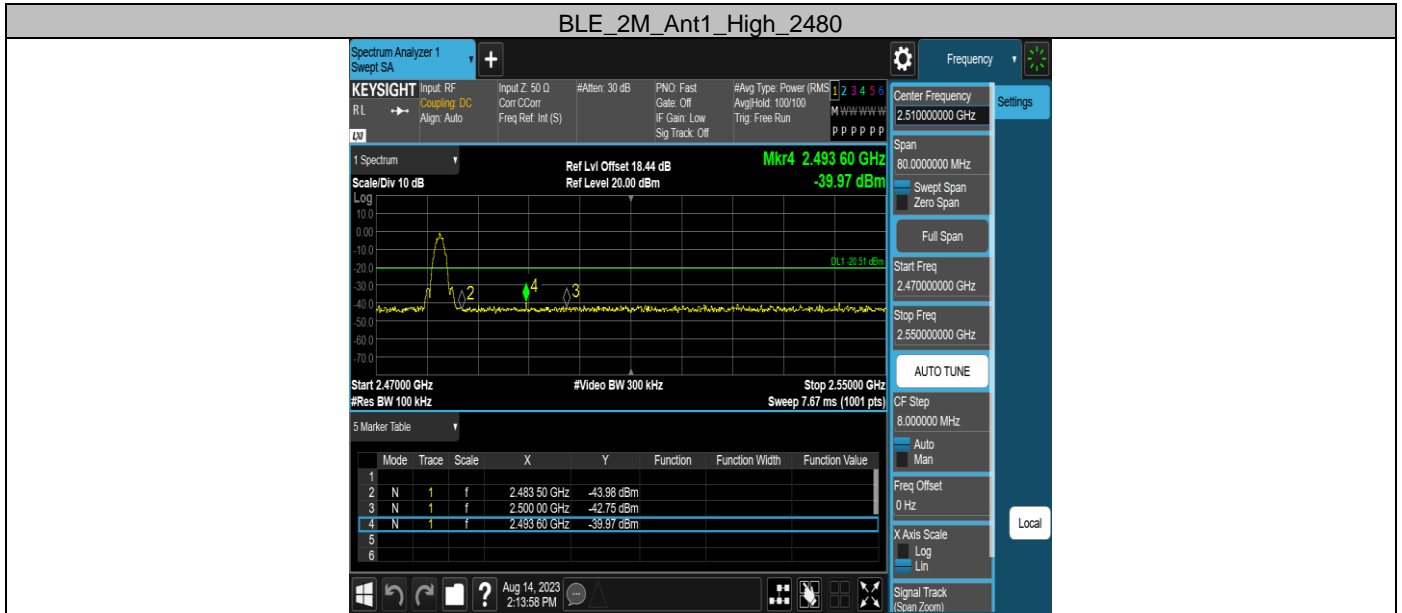 BLE_2M_Ant1_High_2480
Spectrum Analyzer 1
Swept SA
+
Frequency
KEYSIGHT
RL
LXI
Input: RF
Coupling: DC
Align: Auto
Input Z: 50 Ω
Corr CCorr
Freq Ref: Int (S)
#Atten: 30 dB
PNO: Fast
Gate: Off
IF Gain: Low
Sig Track: Off
#Avg Type: Power (RMS
Avg|Hold: 100/100
Trig: Free Run
1 2 3 4 5 6
M W W W W W
P P P P P P
1 Spectrum
Scale/Div 10 dB
Ref Lvl Offset 18.44 dB
Ref Level 20.00 dBm
Mkr4 2.493 60 GHz
-39.97 dBm
Log
10.0
0.00
-10.0
-20.0
-30.0
-40.0
-50.0
-60.0
-70.0
DL1 -20.51 dBm
2
4
3
Start 2.47000 GHz
#Res BW 100 kHz
#Video BW 300 kHz
Stop 2.55000 GHz
Sweep 7.67 ms (1001 pts)
5 Marker Table
Mode Trace Scale X Y Function Function Width Function Value
1
2 N 1 f 2.483 50 GHz -43.98 dBm
3 N 1 f 2.500 00 GHz -42.75 dBm
4 N 1 f 2.493 60 GHz -39.97 dBm
5
6
Aug 14, 2023
2:13:58 PM
?
Center Frequency
2.510000000 GHz
Settings
Span
80.0000000 MHz
Swept Span
Zero Span
Full Span
Start Freq
2.470000000 GHz
Stop Freq
2.550000000 GHz
AUTO TUNE
CF Step
8.000000 MHz
Auto
Man
Freq Offset
0 Hz
X Axis Scale
Log
Lin
Local
Signal Track
(Span Zoom)